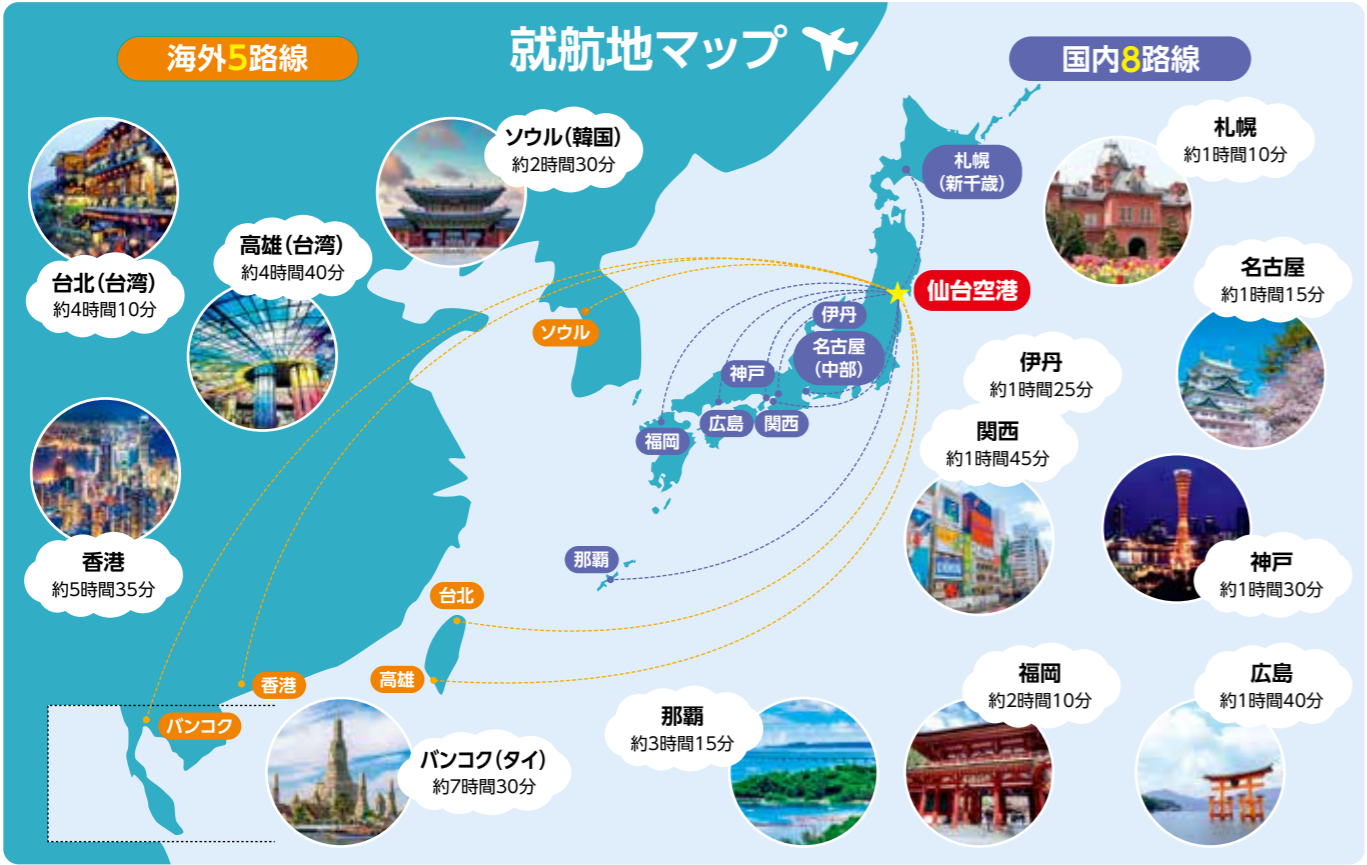 就航地マップ
海外5路線
国内8路線
台北(台湾)
約4時間10分
高雄(台湾)
約4時間40分
ソウル(韓国)
約2時間30分
香港
約5時間35分
バンコク(タイ)
約7時間30分
札幌
(新千歳)
仙台空港
伊丹
名古屋
(中部)
神戸
関西
広島
福岡
那覇
ソウル
台北
高雄
香港
バンコク
札幌
約1時間10分
名古屋
約1時間15分
伊丹
約1時間25分
関西
約1時間45分
神戸
約1時間30分
那覇
約3時間15分
福岡
約2時間10分
広島
約1時間40分